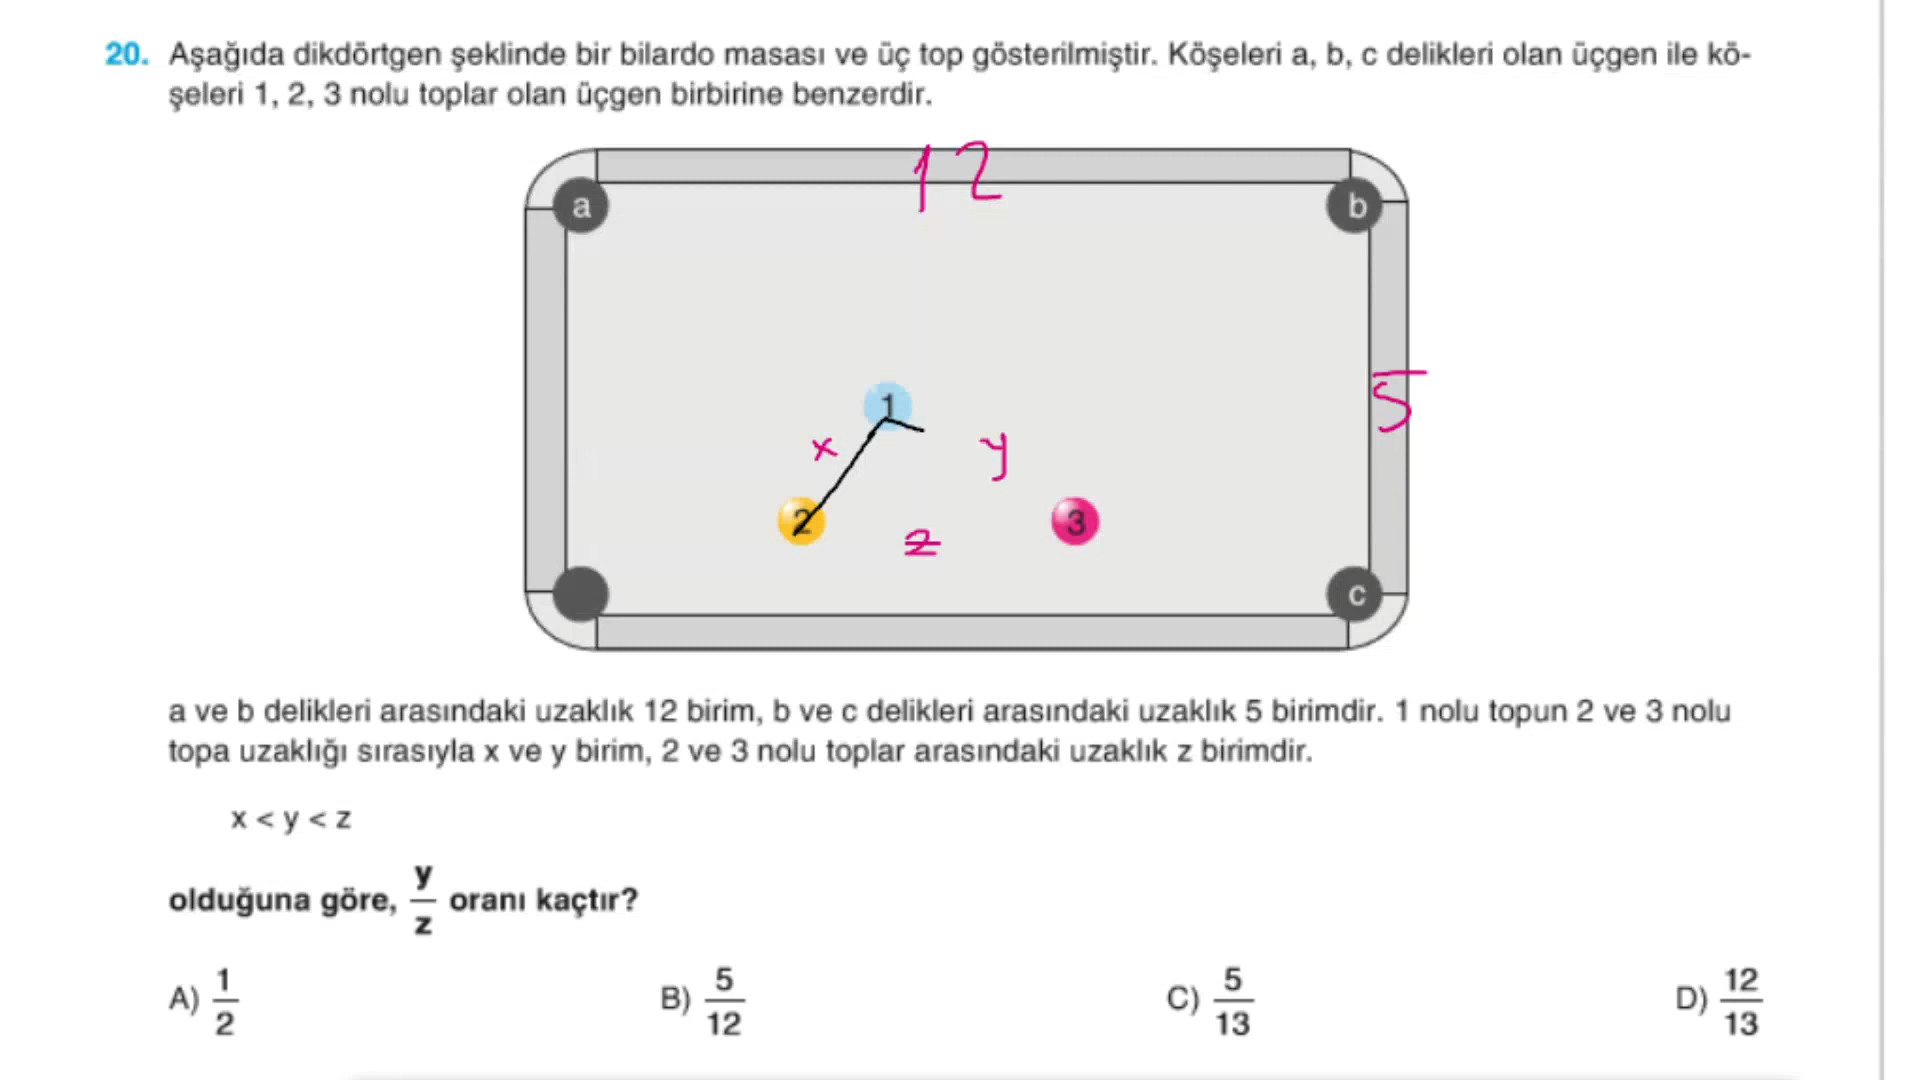 20. Aşağıda dikdörtgen şeklinde bir bilardo masası ve üç top gösterilmiştir. Köşeleri a, b, c delikleri olan üçgen ile kö-
şeleri 1, 2, 3 nolu toplar olan üçgen birbirine benzerdir.
12
a
b
5
1
x
y
2
z
3
c
a ve b delikleri arasındaki uzaklık 12 birim, b ve c delikleri arasındaki uzaklık 5 birimdir. 1 nolu topun 2 ve 3 nolu
topa uzaklığı sırasıyla x ve y birim, 2 ve 3 nolu toplar arasındaki uzaklık z birimdir.
x < y < z
olduğuna göre, y/z oranı kaçtır?
A) 1/2 B) 5/12 C) 5/13 D) 12/13